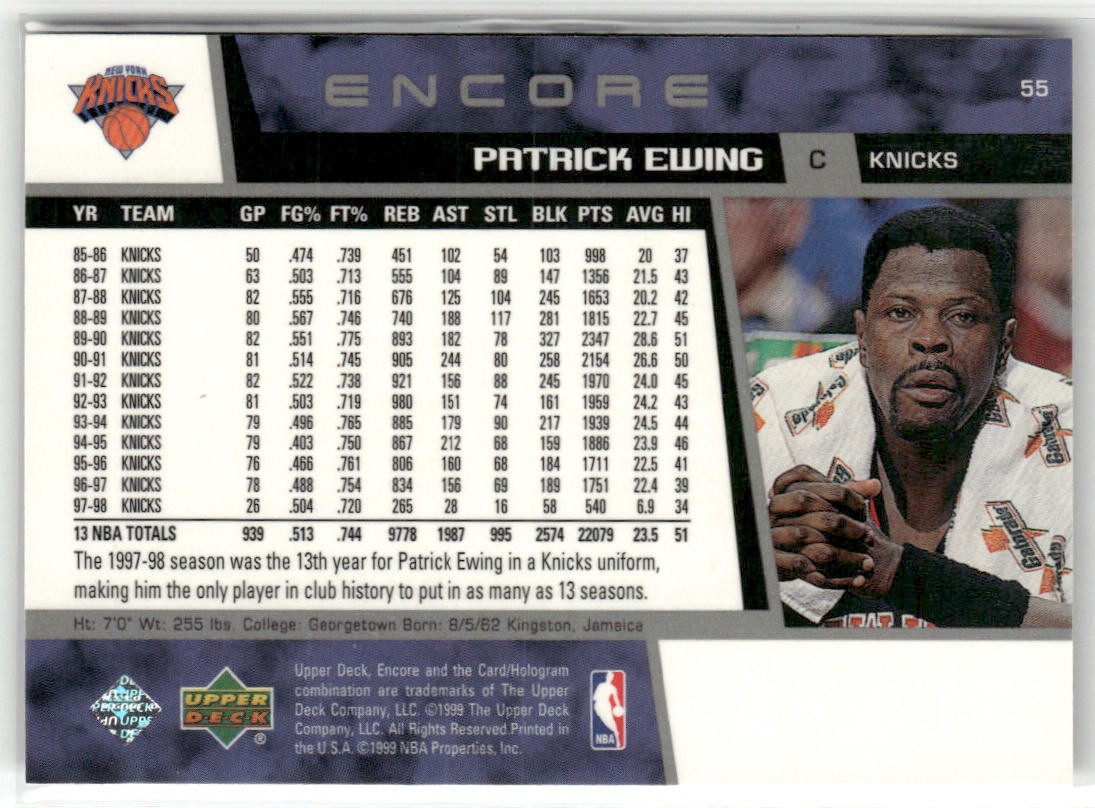 NEW YORK
KNICKS
ENCORE
55
PATRICK EWING C KNICKS
YR TEAM GP FG% FT% REB AST STL BLK PTS AVG HI
85-86 KNICKS 50 .474 .739 451 102 54 103 998 20 37
86-87 KNICKS 63 .503 .713 555 104 89 147 1356 21.5 43
87-88 KNICKS 82 .555 .716 676 125 104 245 1653 20.2 42
88-89 KNICKS 80 .567 .746 740 188 117 281 1815 22.7 45
89-90 KNICKS 82 .551 .775 893 182 78 327 2347 28.6 51
90-91 KNICKS 81 .514 .745 905 244 80 258 2154 26.6 50
91-92 KNICKS 82 .522 .738 921 156 88 245 1970 24.0 45
92-93 KNICKS 81 .503 .719 980 151 74 161 1959 24.2 43
93-94 KNICKS 79 .496 .765 885 179 90 217 1939 24.5 44
94-95 KNICKS 79 .403 .750 867 212 68 159 1886 23.9 46
95-96 KNICKS 76 .466 .761 806 160 68 184 1711 22.5 41
96-97 KNICKS 78 .488 .754 834 156 69 189 1751 22.4 39
97-98 KNICKS 26 .504 .720 265 28 16 58 540 6.9 34
13 NBA TOTALS 939 .513 .744 9778 1987 995 2574 22079 23.5 51
The 1997-98 season was the 13th year for Patrick Ewing in a Knicks uniform,
making him the only player in club history to put in as many as 13 seasons.
Ht: 7'0" Wt: 255 lbs. College: Georgetown Born: 8/5/62 Kingston, Jamaica
Gatorade
Gatorade
UPPER
D·E·C·K
®
Upper Deck, Encore and the Card/Hologram
combination are trademarks of The Upper
Deck Company, LLC. ©1999 The Upper Deck
Company, LLC. All Rights Reserved.Printed in
the U.S.A. ©1999 NBA Properties, Inc.
NBA